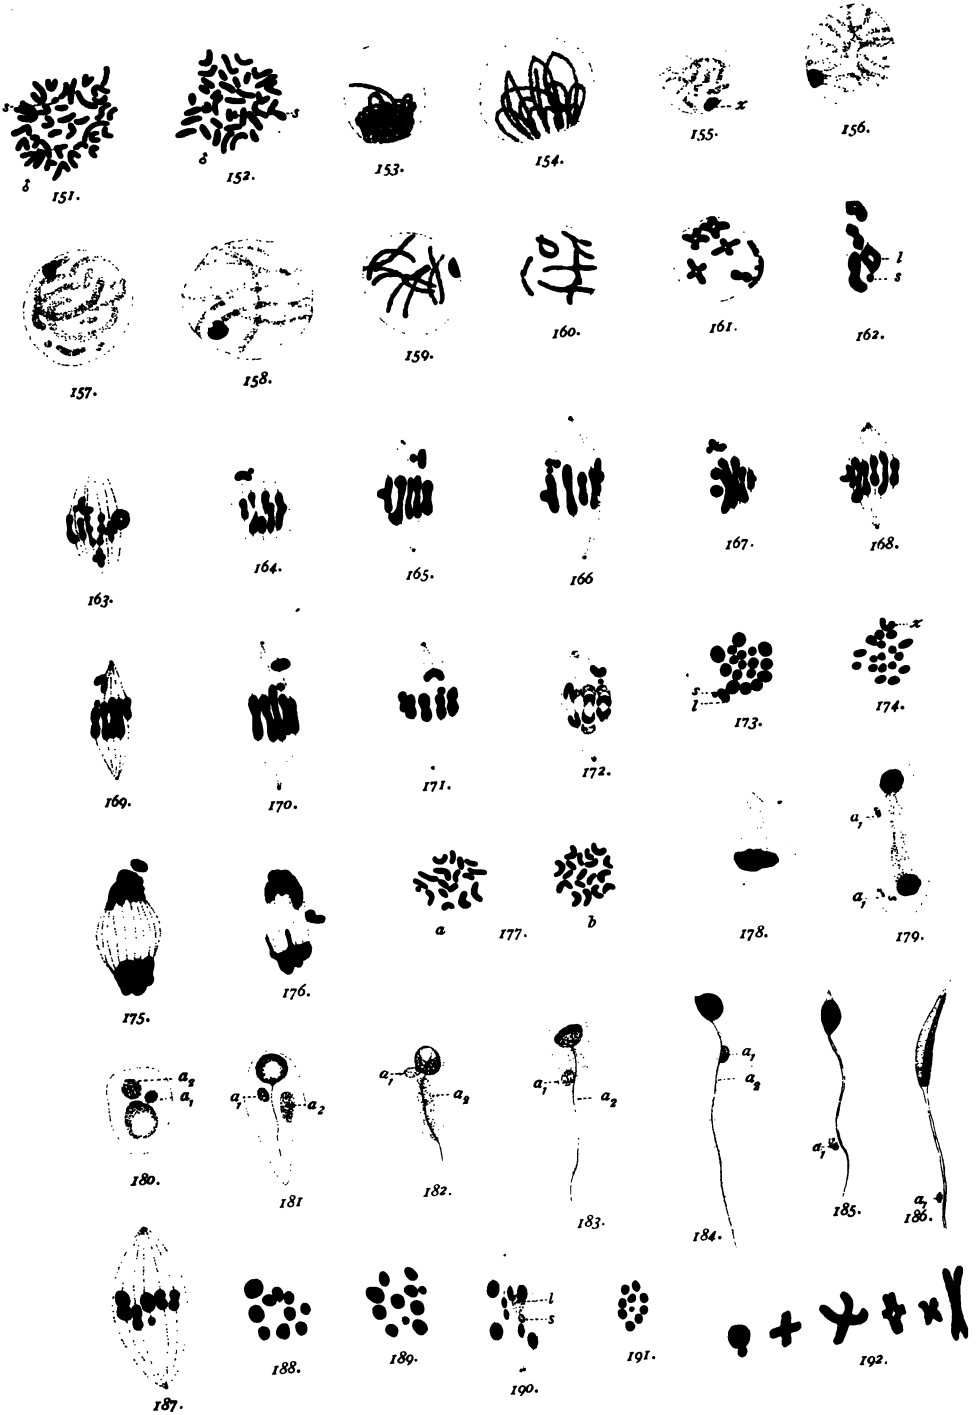 s
s
x
♂ 151.
♂ 152.
153.
154.
155.
156.
l
s
157.
158.
159.
160.
161.
162.
163.
164.
165.
166
167.
168.
x
s
l
169.
170.
171.
172.
173.
174.
a₁
a₁
a
177.
b
178.
179.
175.
176.
a₂
a₁
a₁
a₂
a₁
a₂
a₁
a₂
a₁
a₂
a₁
a₁
180.
181
182.
183.
184.
185.
186.
l
s
187.
188.
189.
190.
191.
192.